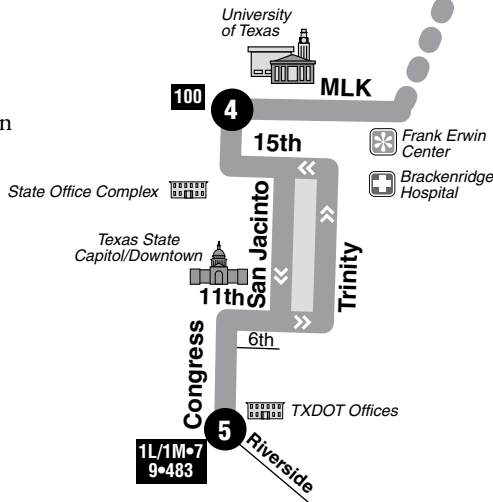 University
of Texas
MLK
100
4
n
15th
Frank Erwin
Center
State Office Complex
Brackenridge
Hospital
San Jacinto
Trinity
Texas State
Capitol/Downtown
11th
Congress
6th
TXDOT Offices
5
Riverside
1L/1M•7
9•483